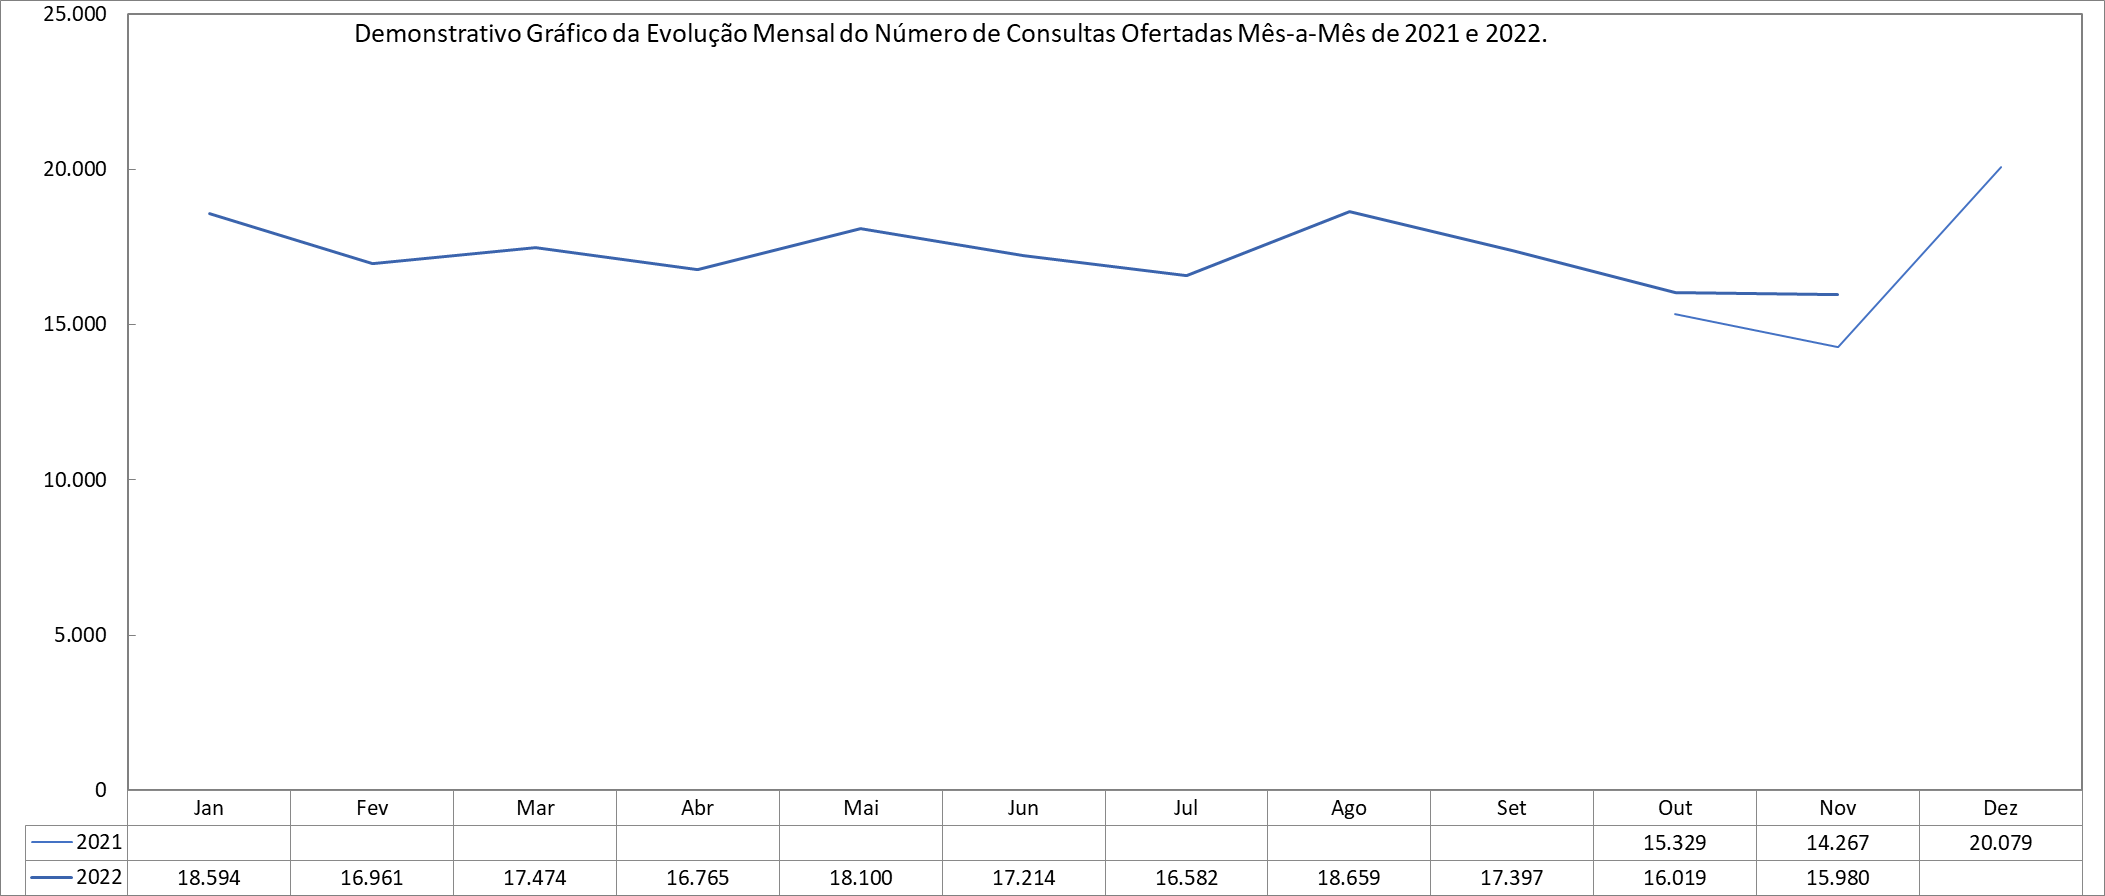 Demonstrativo Gráfico da Evolução Mensal do Número de Consultas Ofertadas Mês-a-Mês de 2021 e 2022.
25.000
20.000
15.000
10.000
5.000
0
Jan Fev Mar Abr Mai Jun Jul Ago Set Out Nov Dez
2021 15.329 14.267 20.079
2022 18.594 16.961 17.474 16.765 18.100 17.214 16.582 18.659 17.397 16.019 15.980